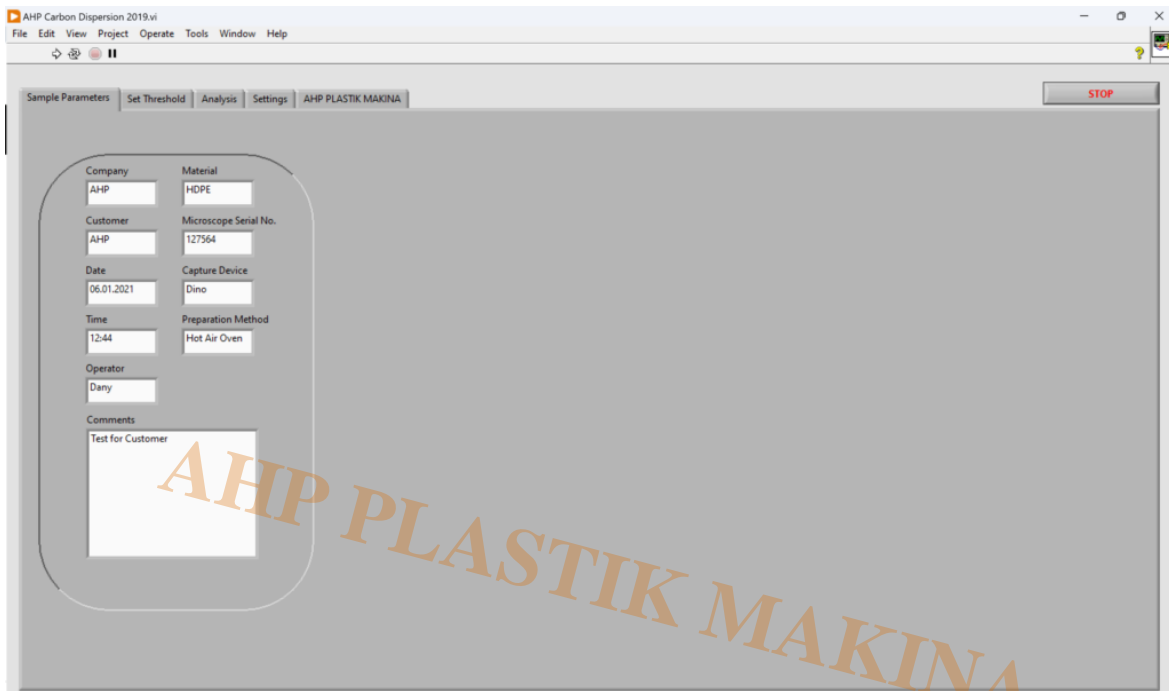 AHP Carbon Dispersion 2019.vi
File Edit View Project Operate Tools Window Help
Sample Parameters Set Threshold Analysis Settings AHP PLASTIK MAKINA STOP
Company Material
AHP HDPE
Customer Microscope Serial No.
AHP 127564
Date Capture Device
06.01.2021 Dino
Time Preparation Method
12:44 Hot Air Oven
Operator
Dany
Comments
Test for Customer
AHP PLASTIK MAKINA